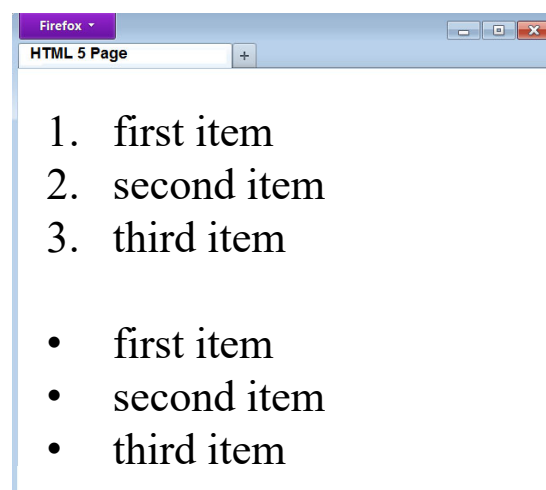 Firefox
HTML 5 Page
+
1. first item
2. second item
3. third item
• first item
• second item
• third item